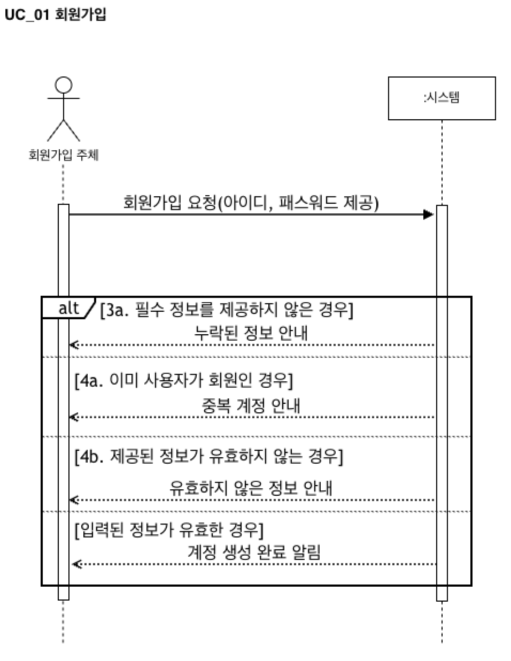 UC_01 회원가입
:시스템
회원가입 주체
회원가입 요청(아이디, 패스워드 제공)
alt
[3a. 필수 정보를 제공하지 않은 경우]
누락된 정보 안내
[4a. 이미 사용자가 회원인 경우]
중복 계정 안내
[4b. 제공된 정보가 유효하지 않는 경우]
유효하지 않은 정보 안내
[입력된 정보가 유효한 경우]
계정 생성 완료 알림